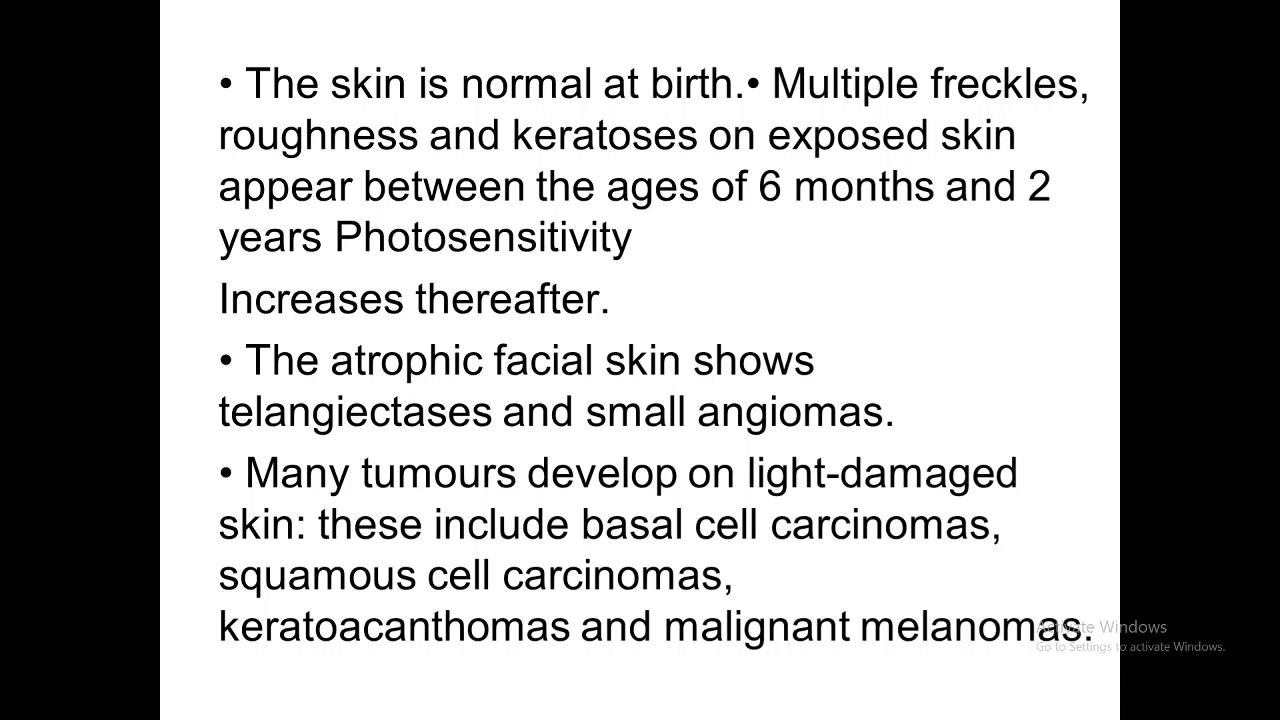 • The skin is normal at birth.• Multiple freckles,
roughness and keratoses on exposed skin
appear between the ages of 6 months and 2
years Photosensitivity
Increases thereafter.
• The atrophic facial skin shows
telangiectases and small angiomas.
• Many tumours develop on light-damaged
skin: these include basal cell carcinomas,
squamous cell carcinomas,
keratoacanthomas and malignant melanomas.
Activate Windows
Go to Settings to activate Windows.